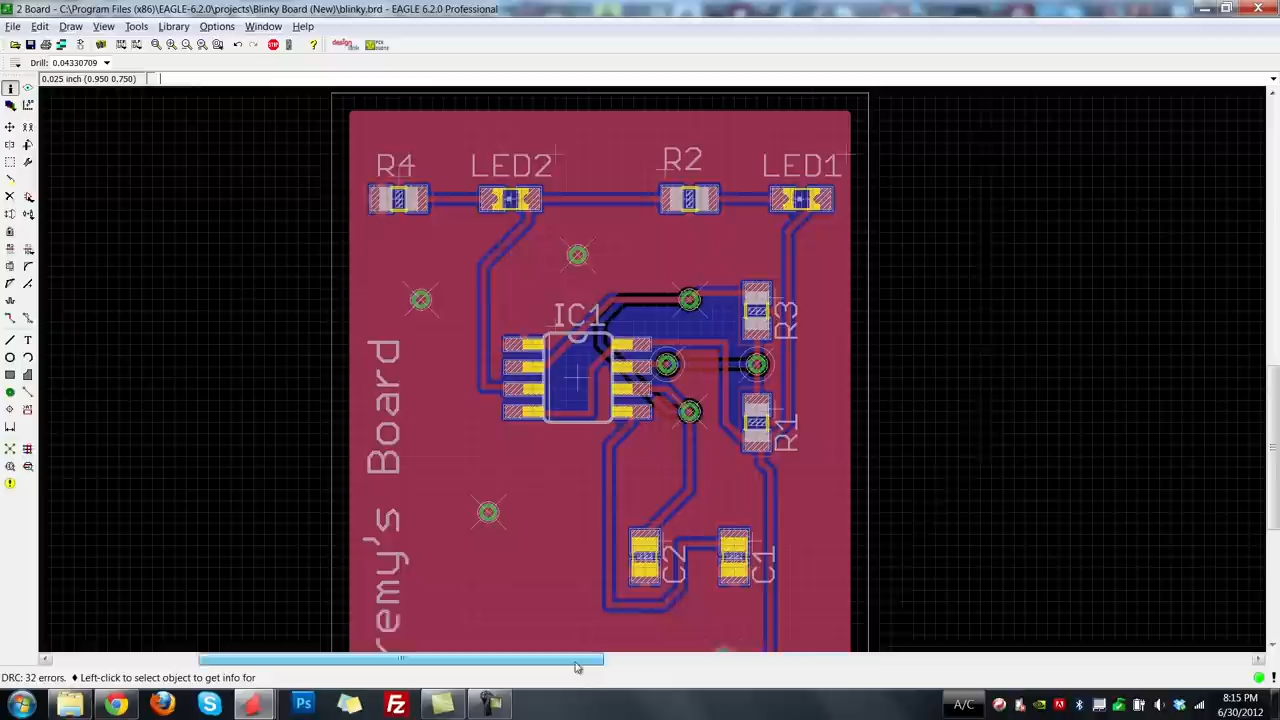 2 Board - C:\Program Files (x86)\EAGLE-6.2.0\projects\Blinky Board (New)\blinky.brd - EAGLE 6.2.0 Professional
File Edit Draw View Tools Library Options Window Help
Drill: 0.04330709
0.025 inch (0.950 0.750)
R4 LED2 R2 LED1
IC1
R3
R1
C2
C1
remy's Board
DRC: 32 errors. ♦ Left-click to select object to get info for
Ps
Fz
A/C
8:15 PM
6/30/2012